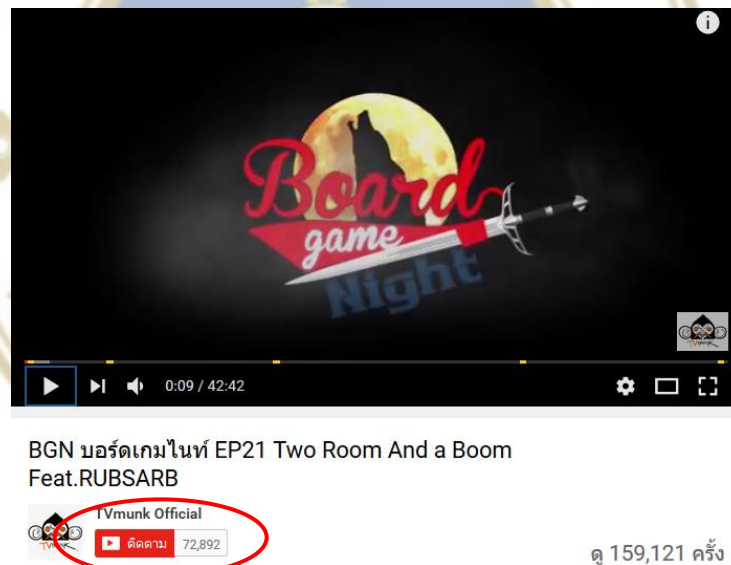 Board
game
Night
TVmunk
0:09 / 42:42
BGN บอร์ดเกมไนท์ EP21 Two Room And a Boom
Feat.RUBSARB
TVmunk Official
ติดตาม 72,892
ดู 159,121 ครั้ง